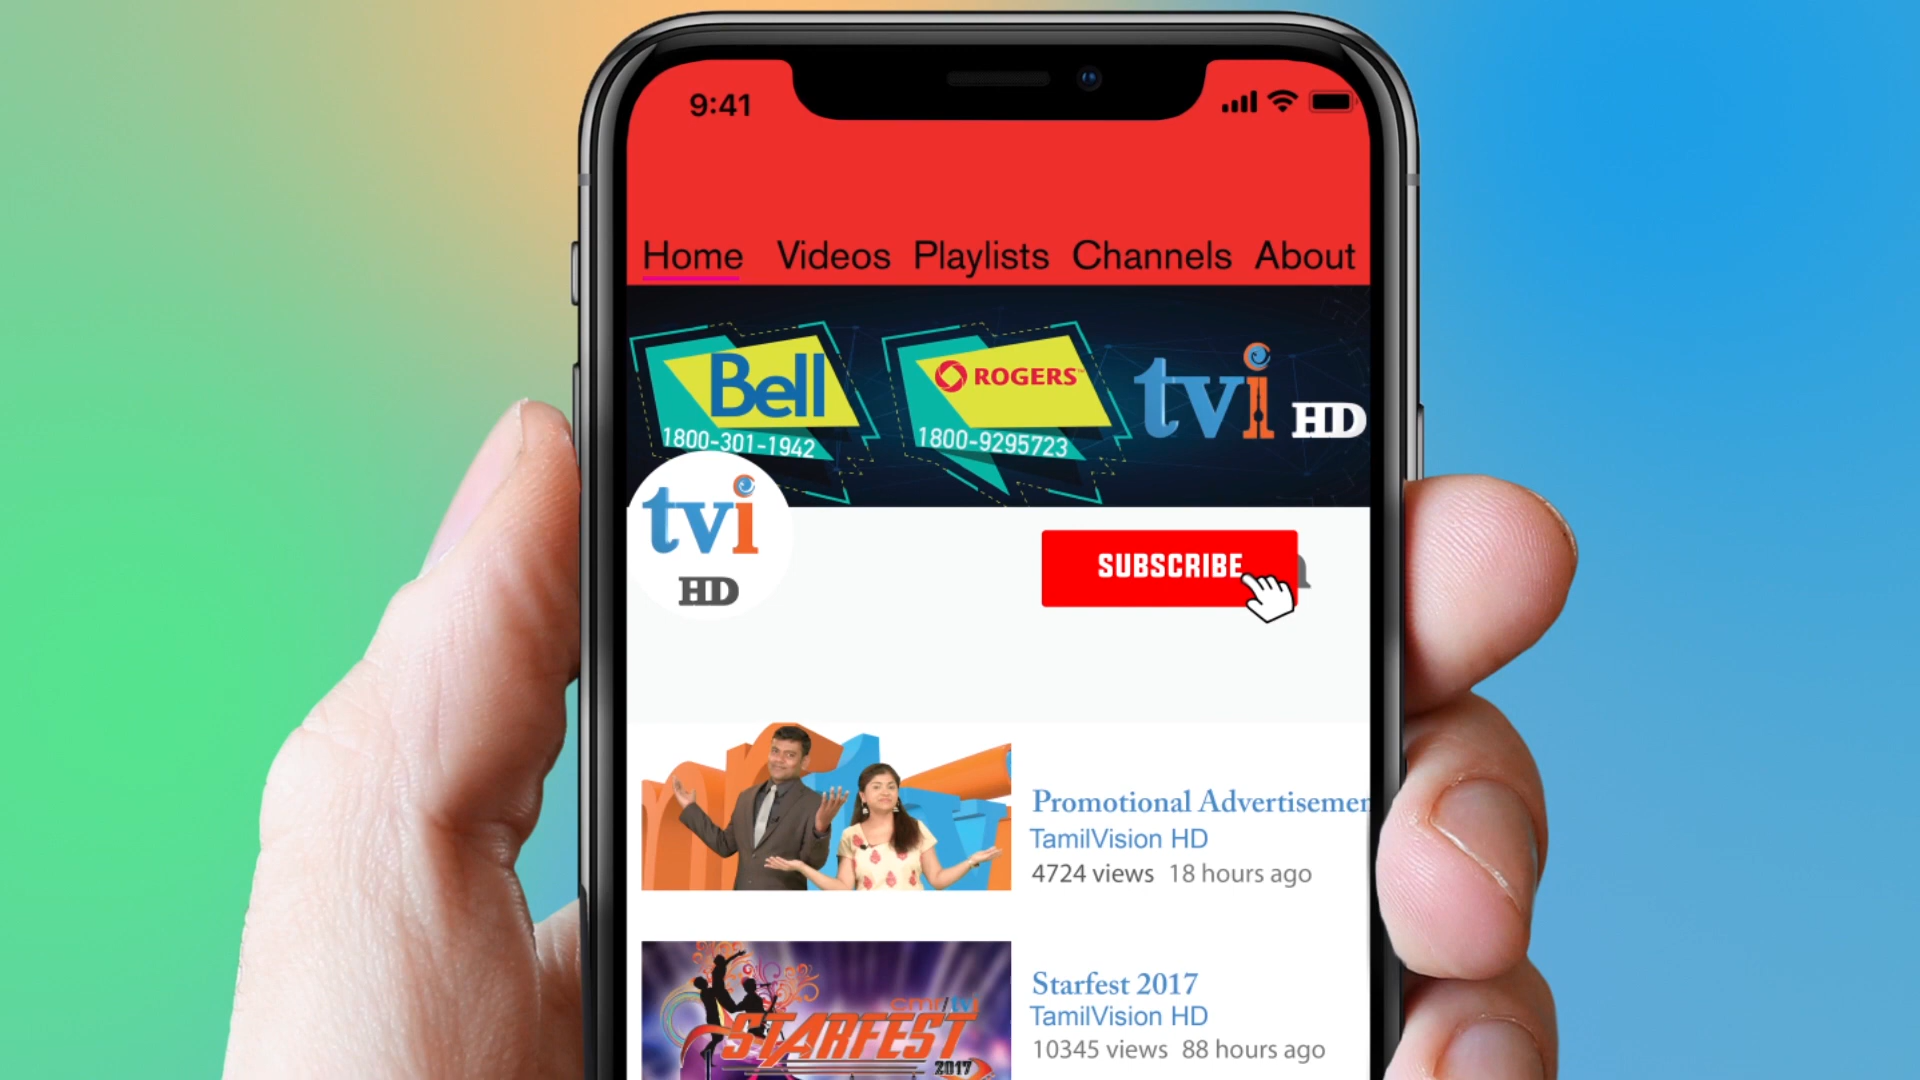 9:41
Home Videos Playlists Channels About
Bell
1800-301-1942
ROGERS
1800-9295723
tvi HD
tvi
HD
SUBSCRIBE
Promotional Advertisemen
TamilVision HD
4724 views 18 hours ago
cmr/tvi
STARFEST
2017
Starfest 2017
TamilVision HD
10345 views 88 hours ago